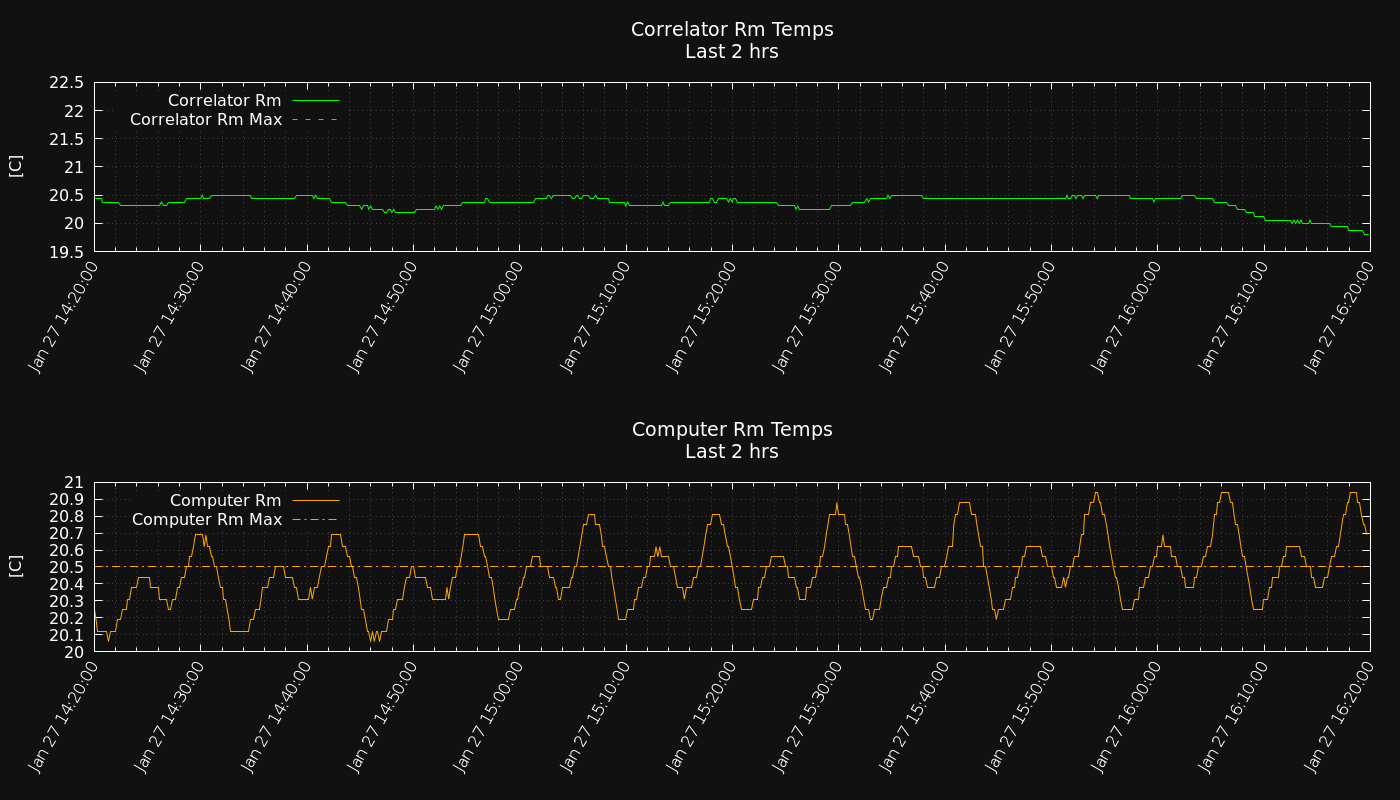 Correlator Rm Temps
Last 2 hrs
22.5
22
21.5
21
20.5
20
19.5
[C]
Correlator Rm
Correlator Rm Max
Jan 27 14:20:00
Jan 27 14:30:00
Jan 27 14:40:00
Jan 27 14:50:00
Jan 27 15:00:00
Jan 27 15:10:00
Jan 27 15:20:00
Jan 27 15:30:00
Jan 27 15:40:00
Jan 27 15:50:00
Jan 27 16:00:00
Jan 27 16:10:00
Jan 27 16:20:00
Computer Rm Temps
Last 2 hrs
21
20.9
20.8
20.7
20.6
20.5
20.4
20.3
20.2
20.1
20
[C]
Computer Rm
Computer Rm Max
Jan 27 14:20:00
Jan 27 14:30:00
Jan 27 14:40:00
Jan 27 14:50:00
Jan 27 15:00:00
Jan 27 15:10:00
Jan 27 15:20:00
Jan 27 15:30:00
Jan 27 15:40:00
Jan 27 15:50:00
Jan 27 16:00:00
Jan 27 16:10:00
Jan 27 16:20:00